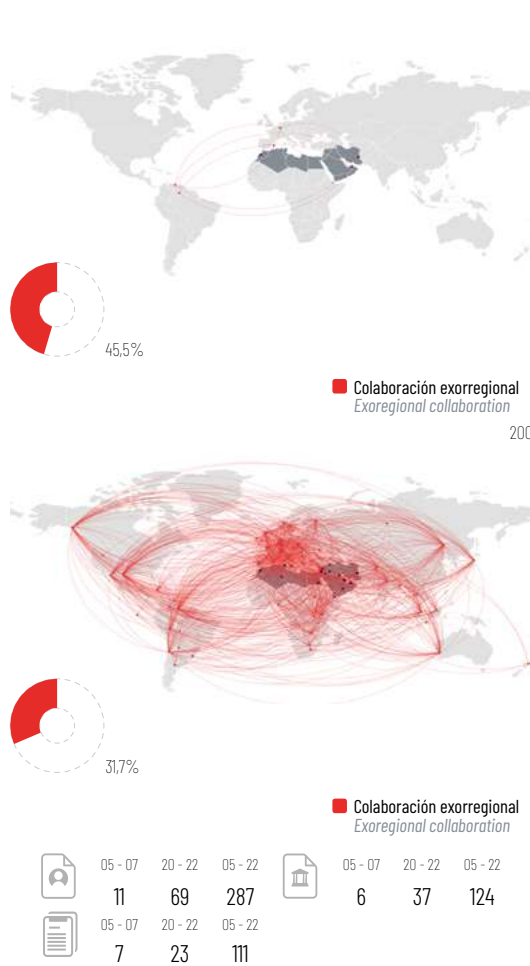 45,5%
Colaboración exorregional
Exoregional collaboration
200
31,7%
Colaboración exorregional
Exoregional collaboration
05 - 07 20 - 22 05 - 22 05 - 07 20 - 22 05 - 22
11 69 287 6 37 124
05 - 07 20 - 22 05 - 22
7 23 111